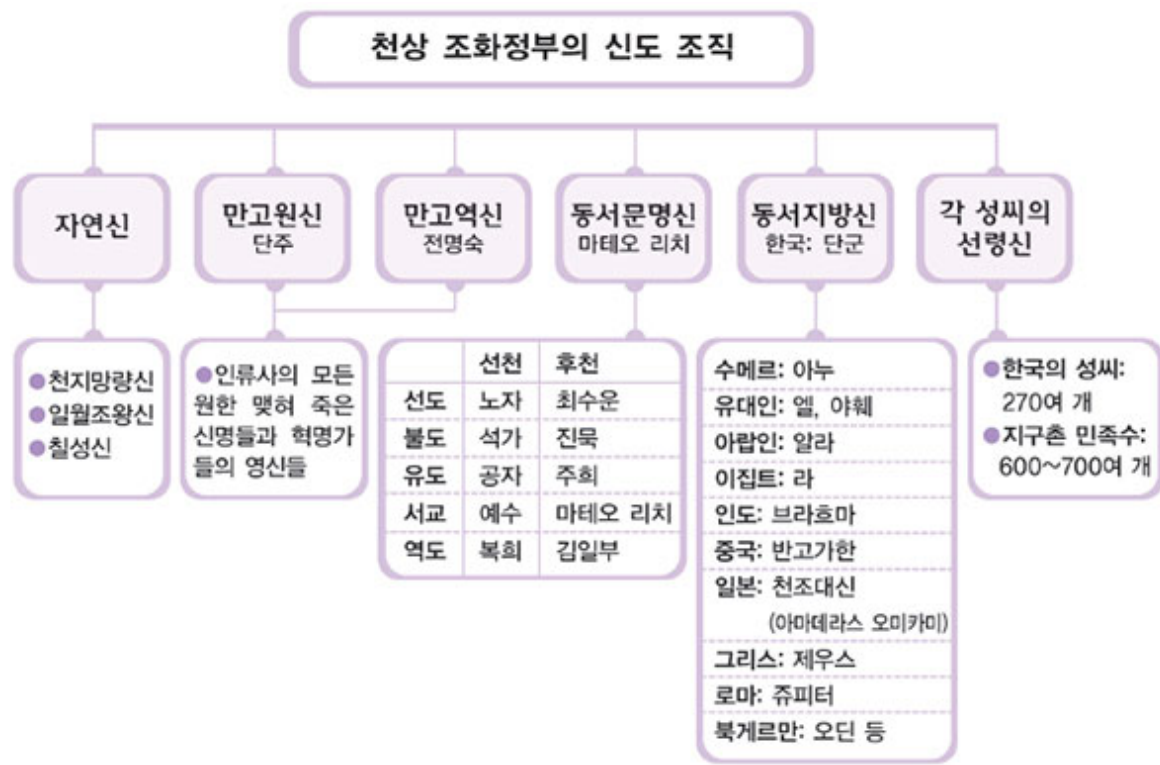 천상 조화정부의 신도 조직
자연신
만고원신
단주
만고역신
전명숙
동서문명신
마테오 리치
동서지방신
한국: 단군
각 성씨의
선령신
●천지망량신
●일월조왕신
●칠성신
●인류사의 모든
원한 맺혀 죽은
신명들과 혁명가
들의 영신들
선천 후천
선도 노자 최수운
불도 석가 진묵
유도 공자 주희
서교 예수 마테오 리치
역도 복희 김일부
수메르: 아누
유대인: 엘, 야훼
아랍인: 알라
이집트: 라
인도: 브라흐마
중국: 반고가한
일본: 천조대신
(아마데라스 오미카미)
그리스: 제우스
로마: 쥬피터
북게르만: 오딘 등
●한국의 성씨:
270여 개
●지구촌 민족수:
600~700여 개